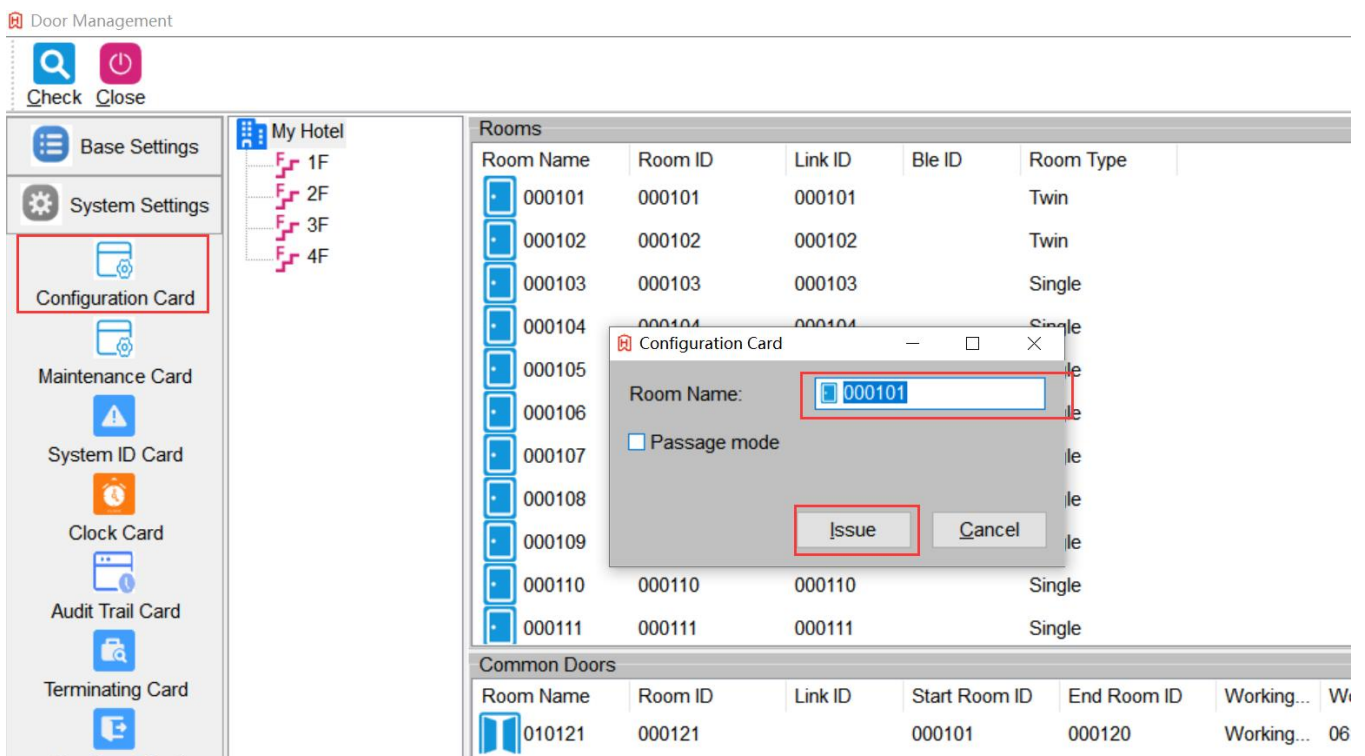 Door Management
Check Close
Base Settings
System Settings
Configuration Card
Maintenance Card
System ID Card
Clock Card
Audit Trail Card
Terminating Card
My Hotel
1F
2F
3F
4F
Rooms
Room Name Room ID Link ID Ble ID Room Type
000101 000101 000101 Twin
000102 000102 000102 Twin
000103 000103 000103 Single
000104
000105
000106
000107
000108
000109
000110 000110 000110 Single
000111 000111 000111 Single
Configuration Card
Room Name: 000101
Passage mode
Issue Cancel
Common Doors
Room Name Room ID Link ID Start Room ID End Room ID Working...
010121 000121 000101 000120 Working... 06